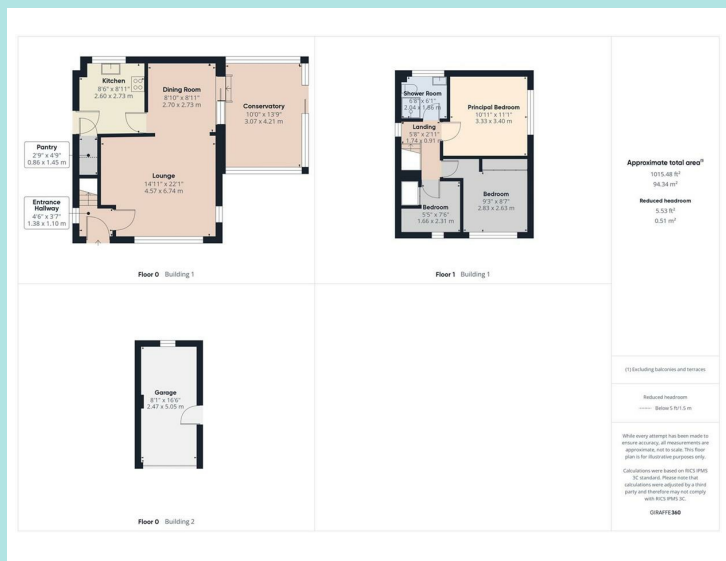 Kitchen
8'6" x 8'11"
2.60 x 2.73 m
Dining Room
8'10" x 8'11"
2.70 x 2.73 m
Conservatory
10'0" x 13'9"
3.07 x 4.21 m
Pantry
2'9" x 4'9"
0.86 x 1.45 m
Lounge
14'11" x 22'1"
4.57 x 6.74 m
Entrance
Hallway
4'6" x 3'7"
1.38 x 1.10 m
Floor 0 Building 1
Shower Room
6'8" x 6'1"
2.04 x 1.86 m
Principal Bedroom
10'11" x 11'1"
3.33 x 3.40 m
Landing
5'8" x 2'11"
1.74 x 0.91 m
Bedroom
9'3" x 8'7"
2.83 x 2.63 m
Bedroom
5'5" x 7'6"
1.66 x 2.31 m
Floor 1 Building 1
Garage
8'1" x 16'6"
2.47 x 5.05 m
Floor 0 Building 2
Approximate total area(1)
1015.48 ft²
94.34 m²
Reduced headroom
5.53 ft²
0.51 m²
(1) Excluding balconies and terraces
Reduced headroom
Below 5 ft/1.5 m
While every attempt has been made to
ensure accuracy, all measurements are
approximate, not to scale. This floor
plan is for illustrative purposes only.
Calculations were based on RICS IPMS
3C standard. Please note that
calculations were adjusted by a third
party and therefore may not comply
with RICS IPMS 3C.
GIRAFFE360